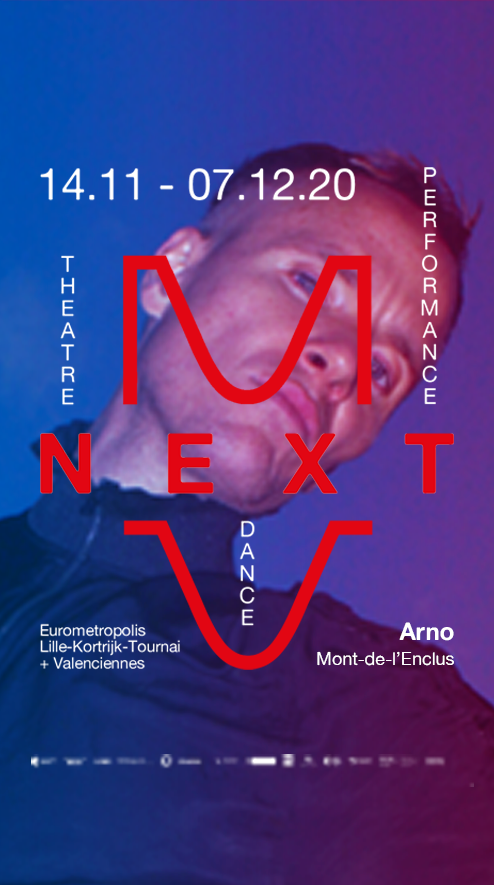 14.11 - 07.12.20
PERFORMANCE
THEATRE
NEXT
DANCE
Eurometropolis
Lille-Kortrijk-Tournai
+ Valenciennes
Arno
Mont-de-l’Enclus